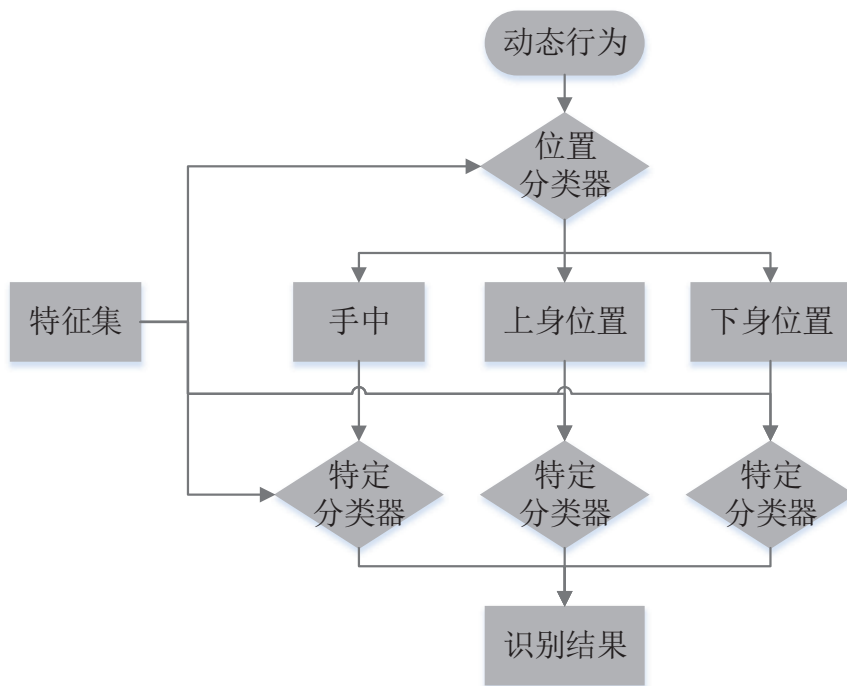 动态行为
位置
分类器
特征集
手中
上身位置
下身位置
特定
分类器
特定
分类器
特定
分类器
识别结果